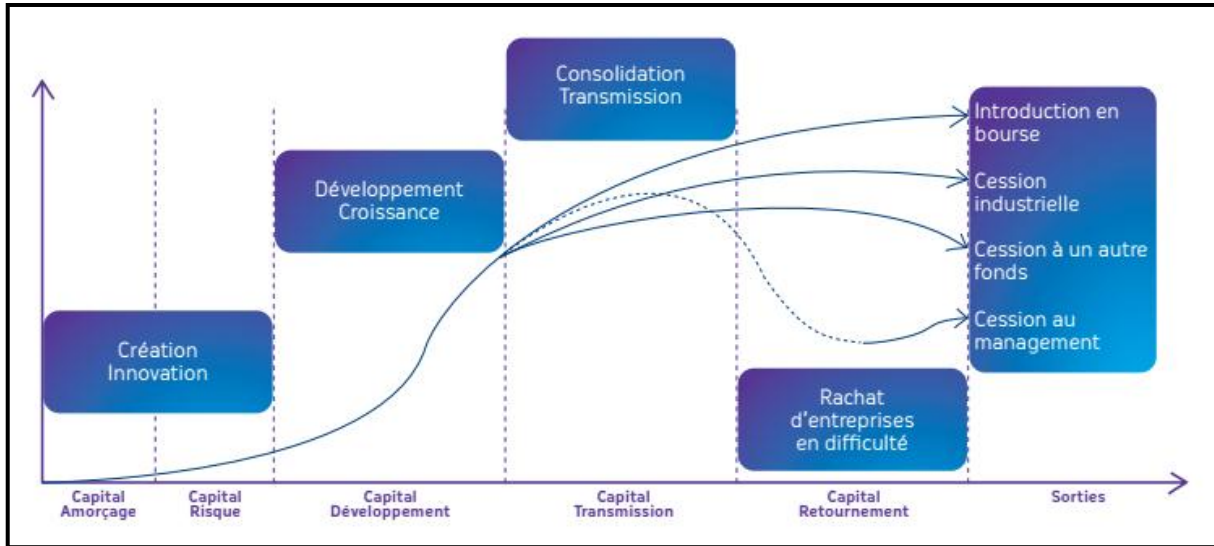 Consolidation
Transmission
Introduction en
bourse
Développement
Croissance
Cession
industrielle
Cession à un autre
fonds
Création
Innovation
Cession au
management
Rachat
d'entreprises
en difficulté
Capital
Amorçage
Capital
Risque
Capital
Développement
Capital
Transmission
Capital
Retournement
Sorties